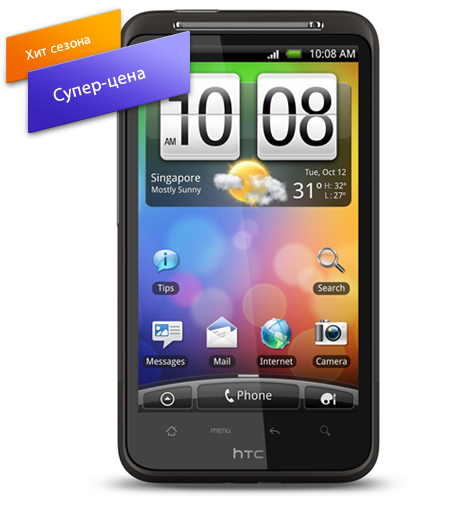 Хит сезона
Супер-цена
10:08 AM
AM 10 08
Singapore
Mostly Sunny
Tue, Oct 12
31° H: 32°
L: 27°
Tips
Search
Messages
Mail
Internet
Camera
Phone
menu
hTC